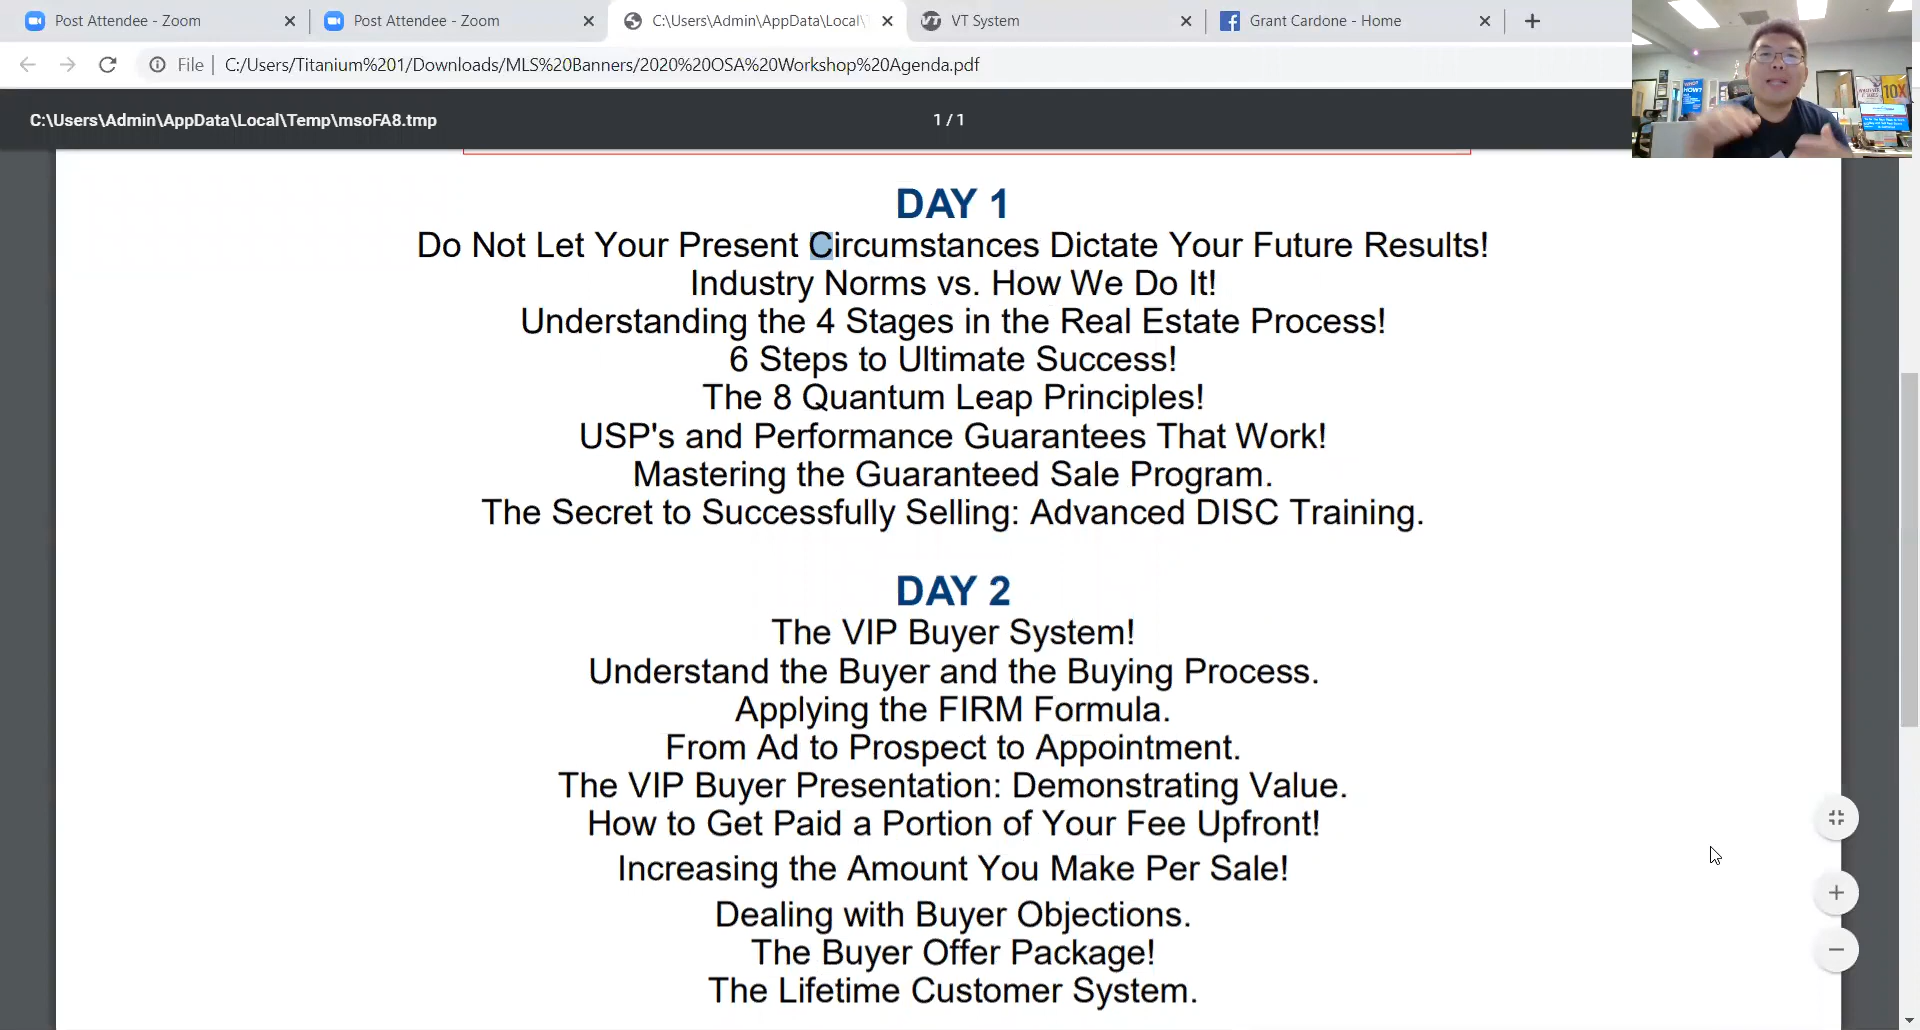 Post Attendee - Zoom
Post Attendee - Zoom
C:\Users\Admin\AppData\Local\
VT System
Grant Cardone - Home
File
C:/Users/Titanium%201/Downloads/MLS%20Banners/2020%20OSA%20Workshop%20Agenda.pdf
C:\Users\Admin\AppData\Local\Temp\msoFA8.tmp
1 / 1
HOW?
10X
DAY 1
Do Not Let Your Present Circumstances Dictate Your Future Results!
Industry Norms vs. How We Do It!
Understanding the 4 Stages in the Real Estate Process!
6 Steps to Ultimate Success!
The 8 Quantum Leap Principles!
USP's and Performance Guarantees That Work!
Mastering the Guaranteed Sale Program.
The Secret to Successfully Selling: Advanced DISC Training.
DAY 2
The VIP Buyer System!
Understand the Buyer and the Buying Process.
Applying the FIRM Formula.
From Ad to Prospect to Appointment.
The VIP Buyer Presentation: Demonstrating Value.
How to Get Paid a Portion of Your Fee Upfront!
Increasing the Amount You Make Per Sale!
Dealing with Buyer Objections.
The Buyer Offer Package!
The Lifetime Customer System.